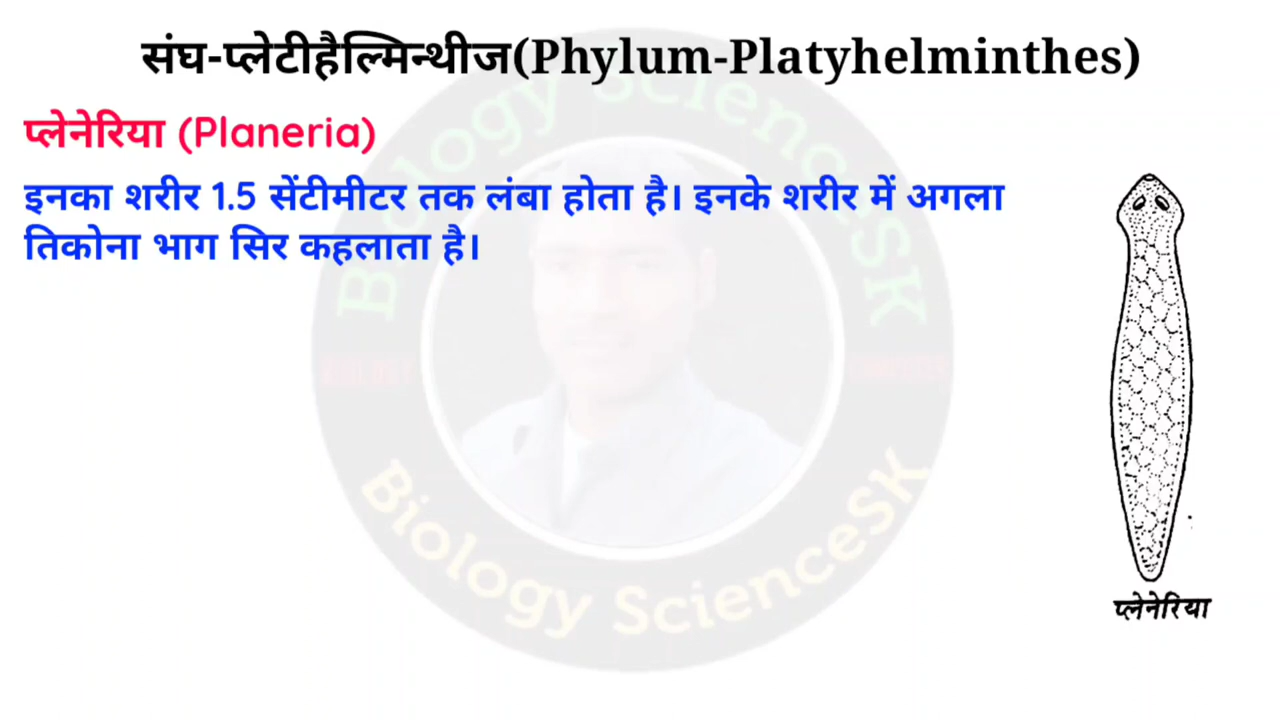 संघ-प्लेटीहैल्मिन्थीज(Phylum-Platyhelminthes)
प्लेनेरिया (Planeria)
इनका शरीर 1.5 सेंटीमीटर तक लंबा होता है। इनके शरीर में अगला
तिकोना भाग सिर कहलाता है।
प्लेनेरिया
Biology ScienceSK
Biology ScienceSK